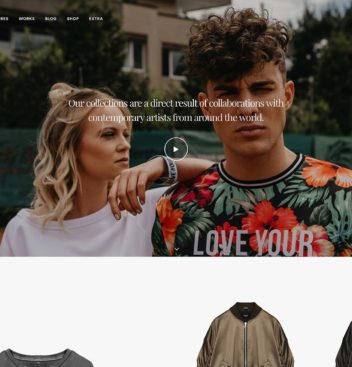 WORKS BLOG SHOP EXTRA
Our collections are a direct result of collaborations with
contemporary artists from around the world.
LOVE YOUR